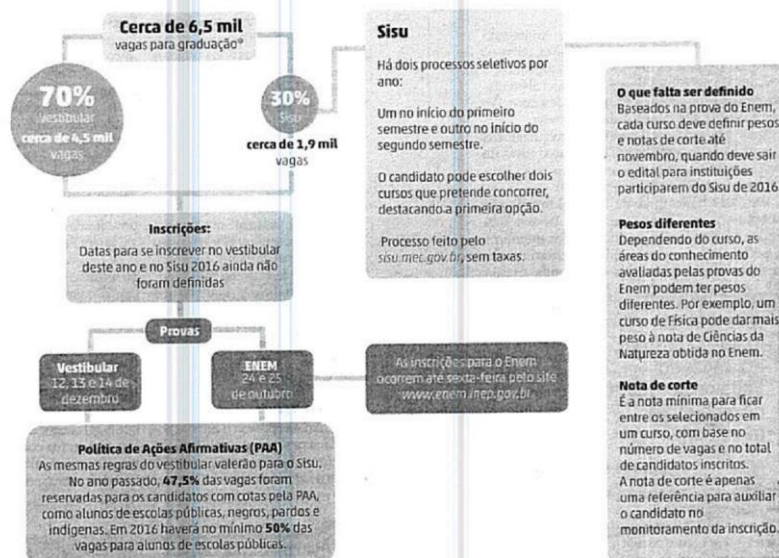 Cerca de 6,5 mil
vagas para graduação*
70%
Vestibular
cerca de 4,5 mil
vagas
30%
Sisu
cerca de 1,9 mil
vagas
Inscrições:
Datas para se inscrever no vestibular
deste ano e no Sisu 2016 ainda não
foram definidas
Provas
Vestibular
12, 13 e 14 de
dezembro
ENEM
24 e 25
de outubro
As inscrições para o Enem
ocorrem até sexta-feira pelo site
www.enem.inep.gov.br
Política de Ações Afirmativas (PAA)
As mesmas regras do vestibular valerão para o Sisu.
No ano passado, 47,5% das vagas foram
reservadas para os candidatos com cotas pela PAA,
como alunos de escolas públicas, negros, pardos e
indígenas. Em 2016 haverá no mínimo 50% das
vagas para alunos de escolas públicas.
Sisu
Há dois processos seletivos por
ano:
Um no início do primeiro
semestre e outro no início do
segundo semestre.
O candidato pode escolher dois
cursos que pretende concorrer,
destacando a primeira opção.
Processo feito pelo
sisu.mec.gov.br, sem taxas.
O que falta ser definido
Baseados na prova do Enem,
cada curso deve definir pesos
e notas de corte até
novembro, quando deve sair
o edital para instituições
participarem do Sisu de 2016
Pesos diferentes
Dependendo do curso, as
áreas do conhecimento
avaliadas pelas provas do
Enem podem ter pesos
diferentes. Por exemplo, um
curso de Física pode dar mais
peso à nota de Ciências da
Natureza obtida no Enem.
Nota de corte
É a nota mínima para ficar
entre os selecionados em
um curso, com base no
número de vagas e no total
de candidatos inscritos.
A nota de corte é apenas
uma referência para auxiliar
o candidato no
monitoramento da inscrição.